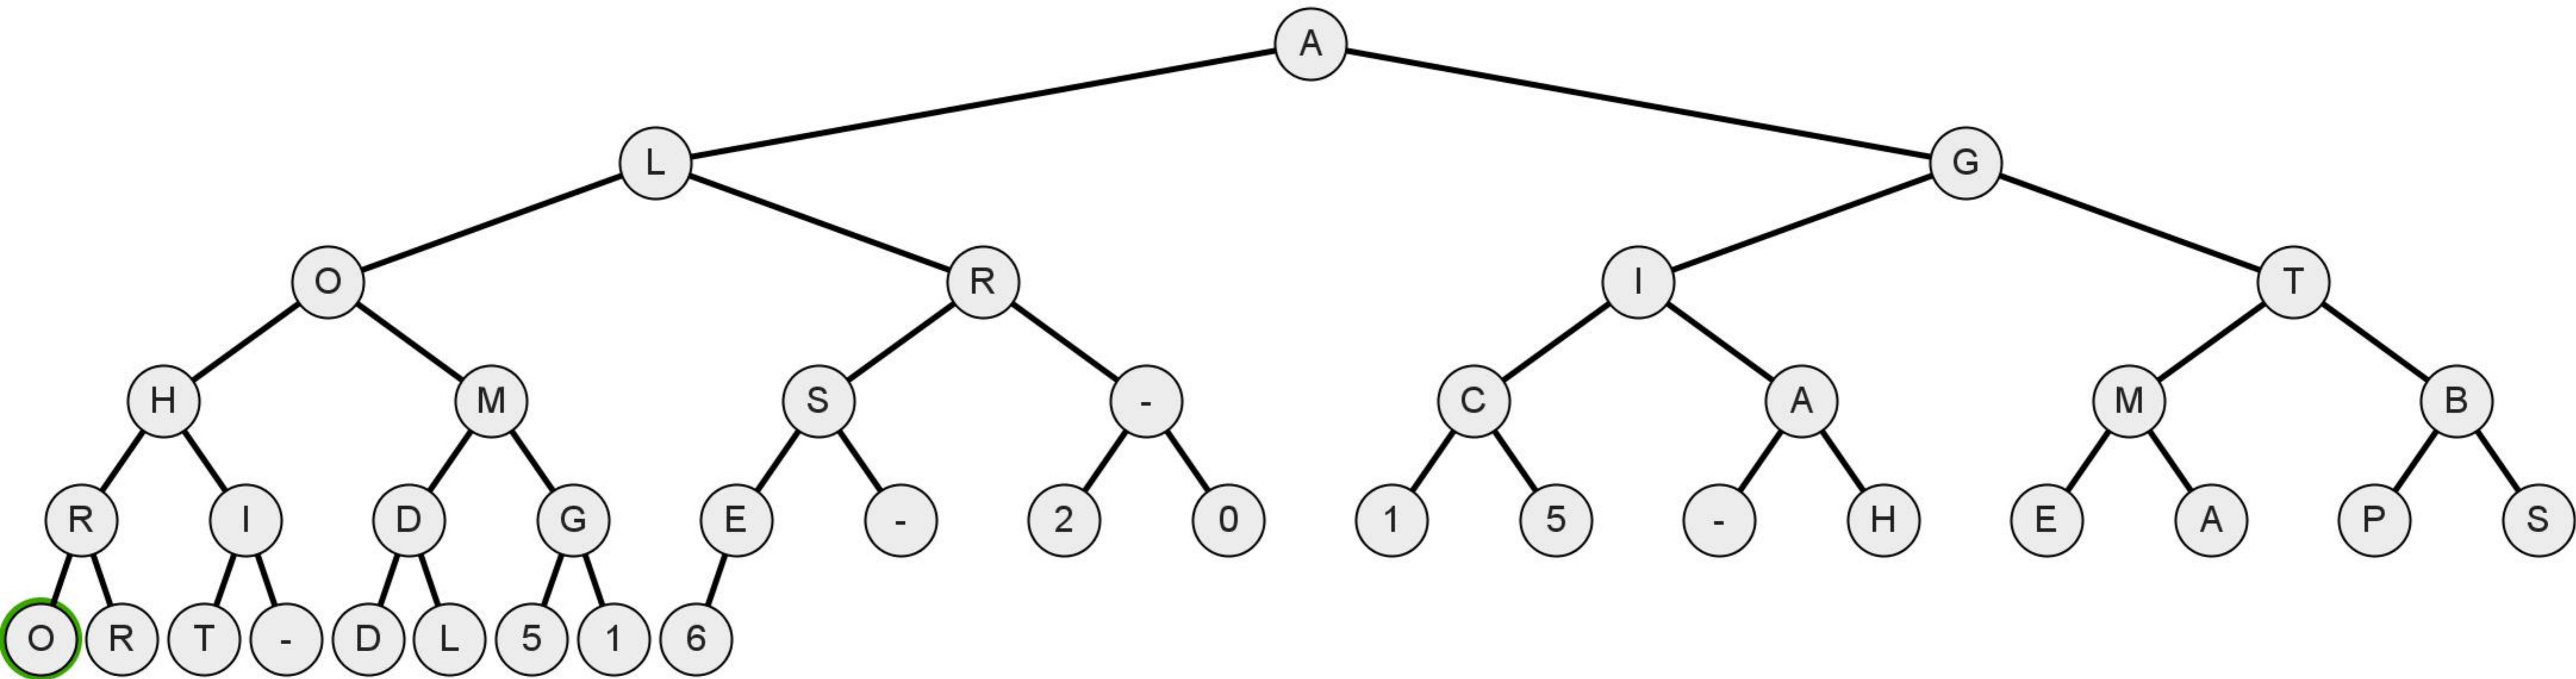 A
L G
O R I T
H M S - C A M B
R I D G E - 2 0 1 5 - H E A P S
O R T - D L 5 1 6